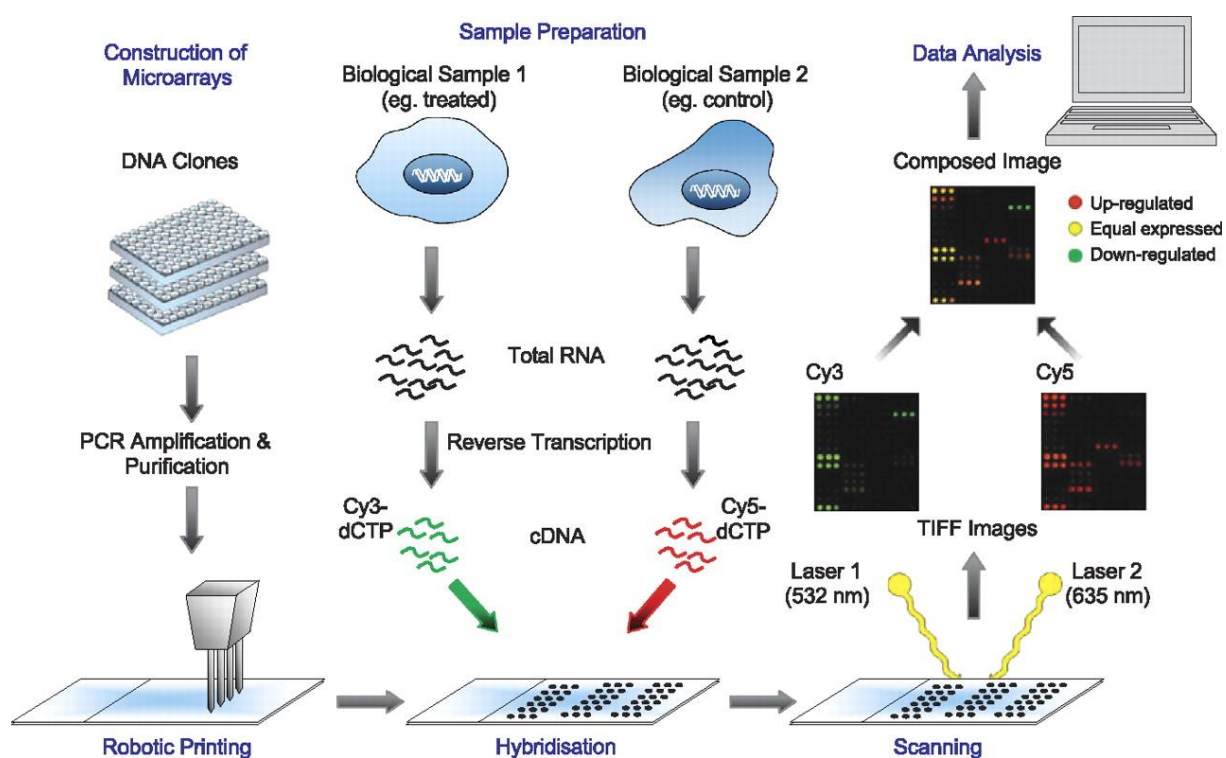 Construction of
Microarrays
DNA Clones
PCR Amplification &
Purification
Robotic Printing
Sample Preparation
Biological Sample 1
(eg. treated)
Biological Sample 2
(eg. control)
Total RNA
Reverse Transcription
Cy3-
dCTP
cDNA
Cy5-
dCTP
Hybridisation
Data Analysis
Composed Image
Up-regulated
Equal expressed
Down-regulated
Cy3
Cy5
TIFF Images
Laser 1
(532 nm)
Laser 2
(635 nm)
Scanning